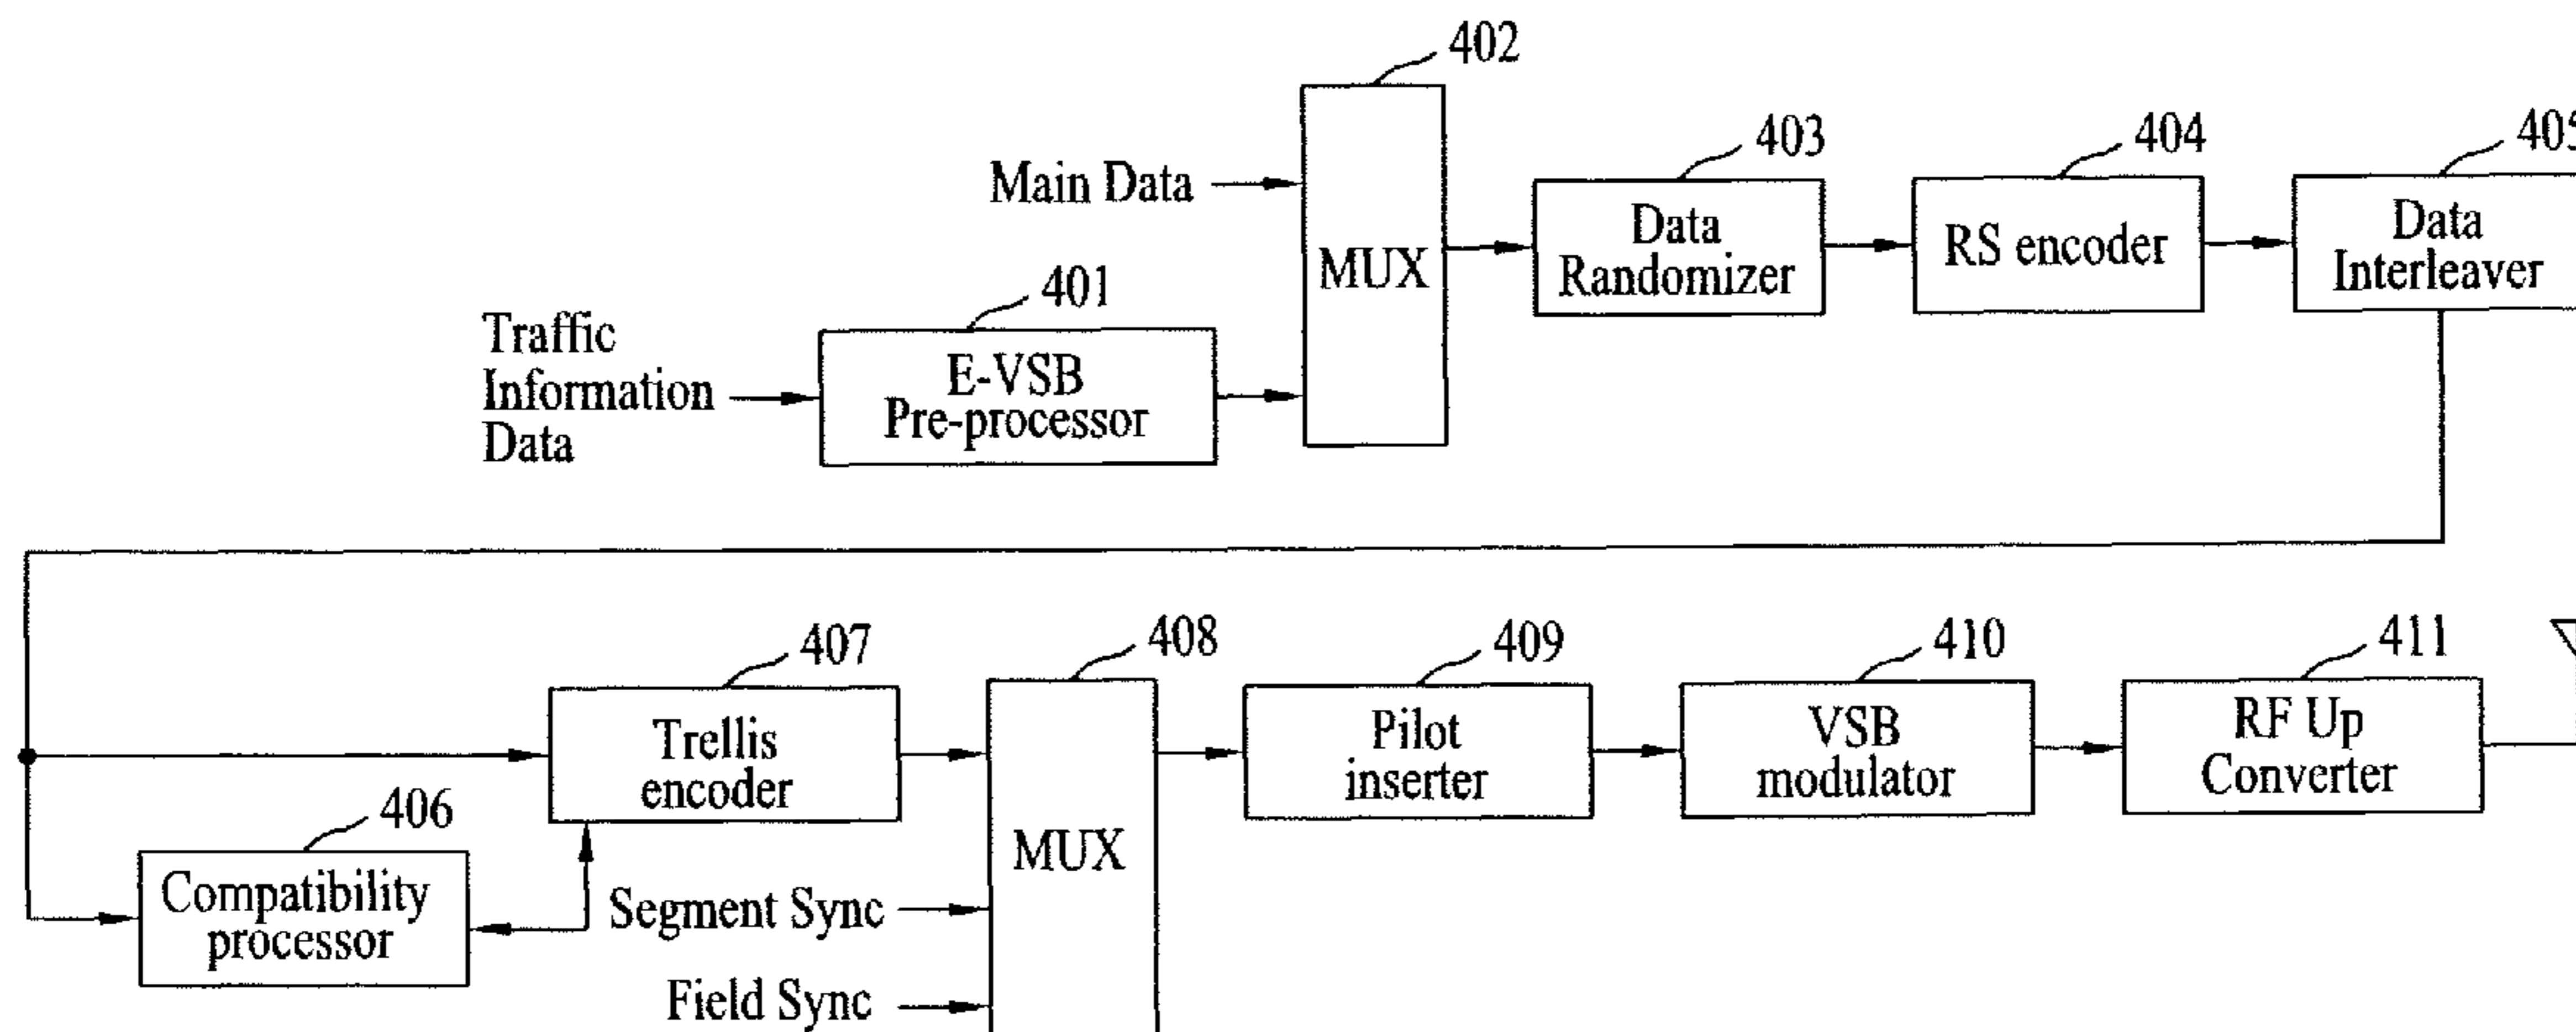 402
403
404
405
Main Data
MUX
Data
Randomizer
RS encoder
Data
Interleaver
401
Traffic
Information
Data
E-VSB
Pre-processor
407
408
409
410
411
Trellis
encoder
MUX
Pilot
inserter
VSB
modulator
RF Up
Converter
406
Compatibility
processor
Segment Sync
Field Sync